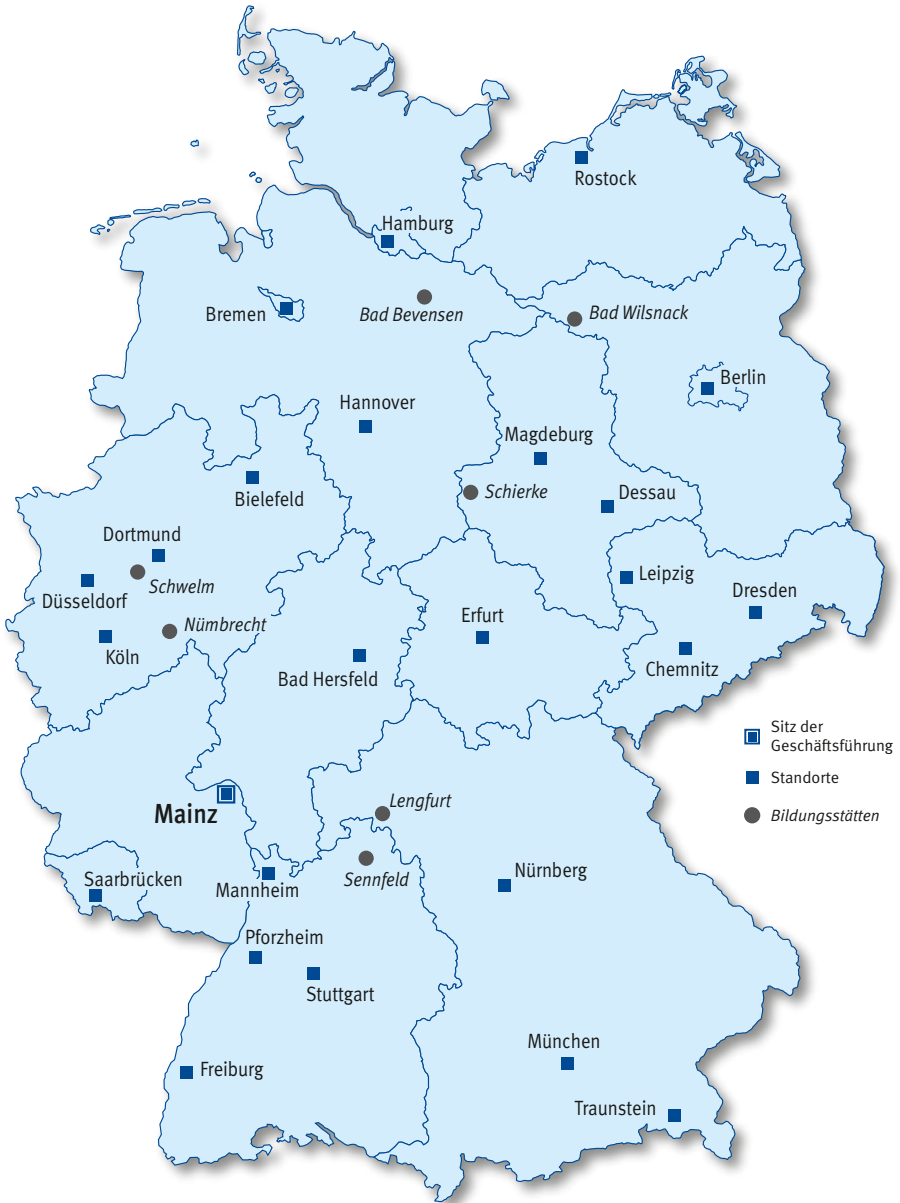 Rostock
Hamburg
Bremen
Bad Bevensen
Bad Wilsnack
Berlin
Hannover
Magdeburg
Bielefeld
Schierke
Dessau
Dortmund
Schwelm
Düsseldorf
Leipzig
Dresden
Nümbrecht
Erfurt
Köln
Bad Hersfeld
Chemnitz
Sitz der
Geschäftsführung
Standorte
Bildungsstätten
Mainz
Lengfurt
Saarbrücken
Mannheim
Sennfeld
Nürnberg
Pforzheim
Stuttgart
München
Freiburg
Traunstein